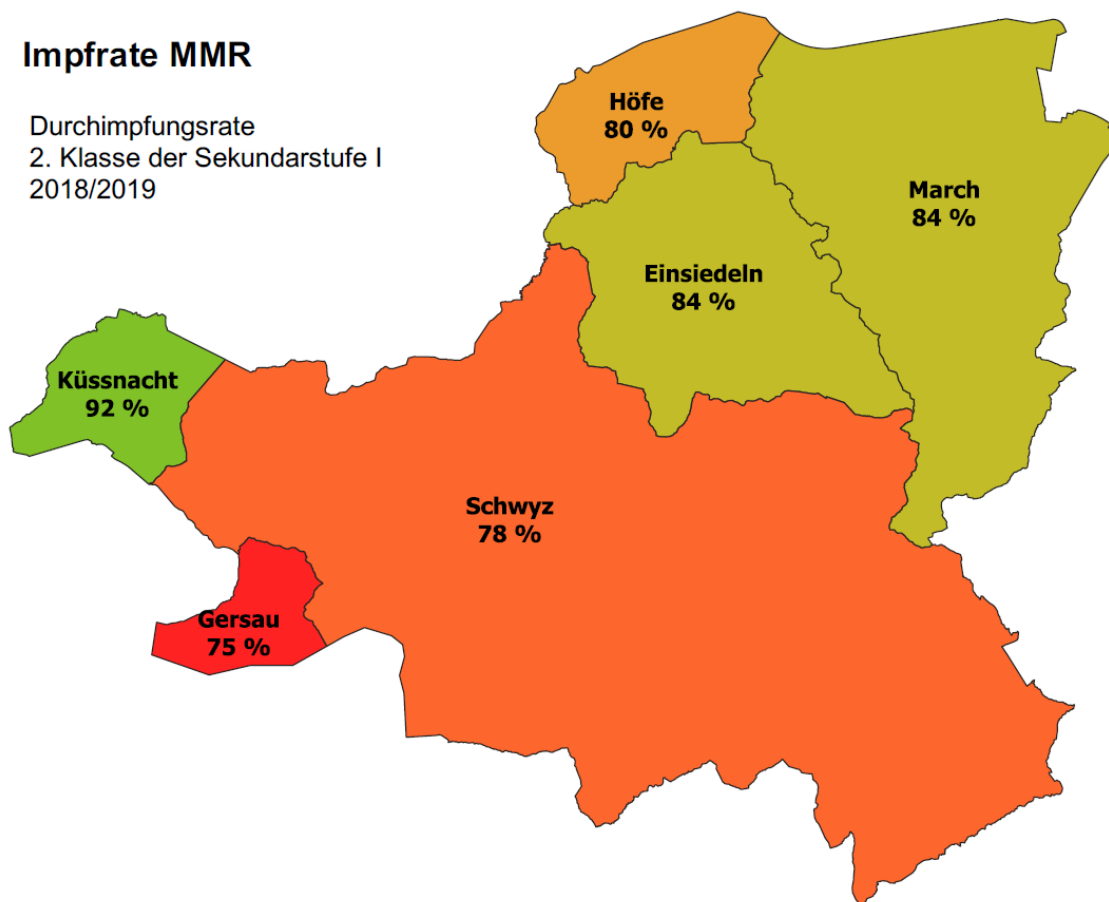 Impfrate MMR
Durchimpfungsrate
2. Klasse der Sekundarstufe I
2018/2019
Höfe
80 %
March
84 %
Einsiedeln
84 %
Küssnacht
92 %
Schwyz
78 %
Gersau
75 %